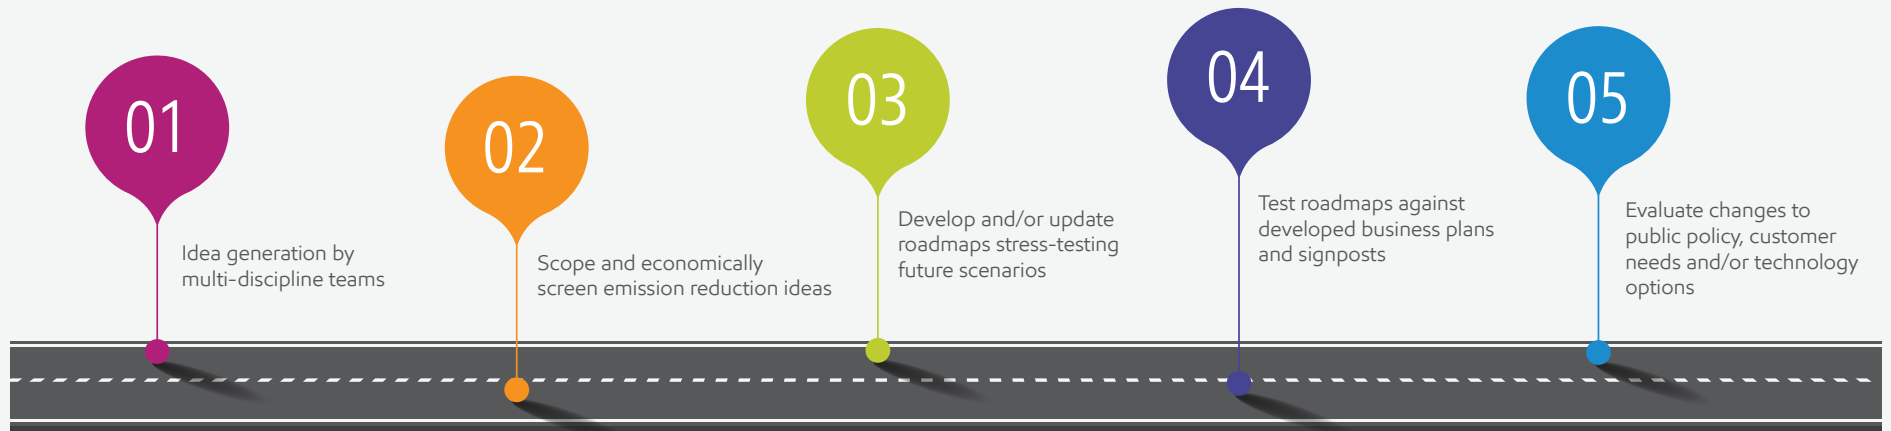 01
Idea generation by
multi-discipline teams
02
Scope and economically
screen emission reduction ideas
03
Develop and/or update
roadmaps stress-testing
future scenarios
04
Test roadmaps against
developed business plans
and signposts
05
Evaluate changes to
public policy, customer
needs and/or technology
options